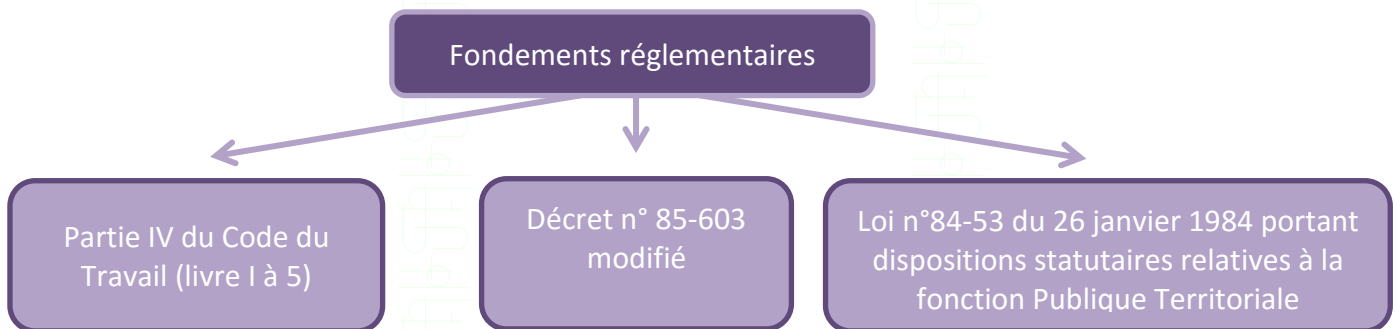 Fondements réglementaires
Partie IV du Code du
Travail (livre I à 5)
Décret n° 85-603
modifié
Loi n°84-53 du 26 janvier 1984 portant
dispositions statutaires relatives à la
fonction Publique Territoriale